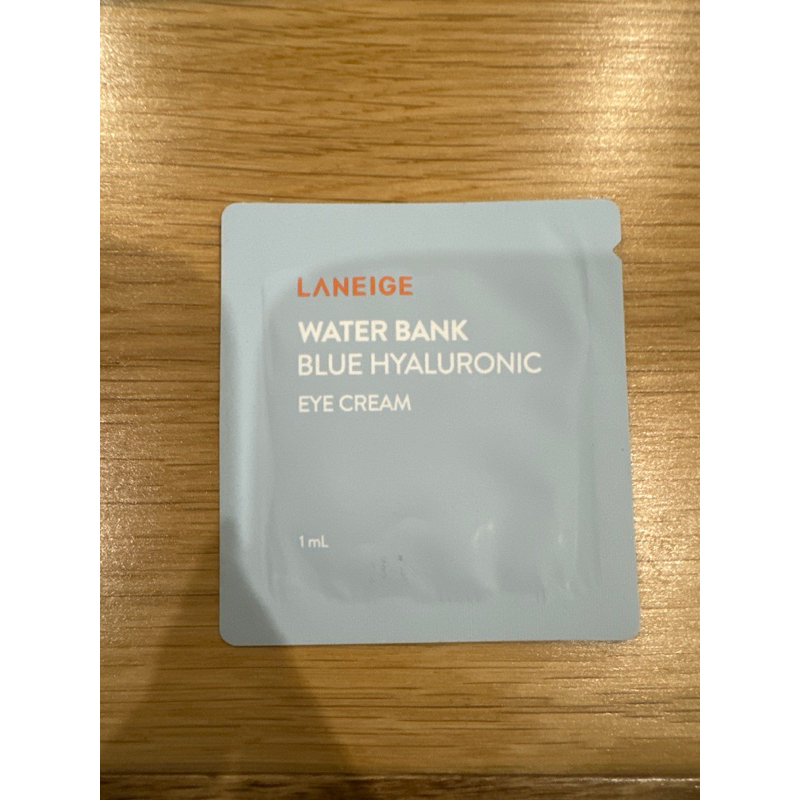 LANEIGE
WATER BANK
BLUE HYALURONIC
EYE CREAM
1 mL